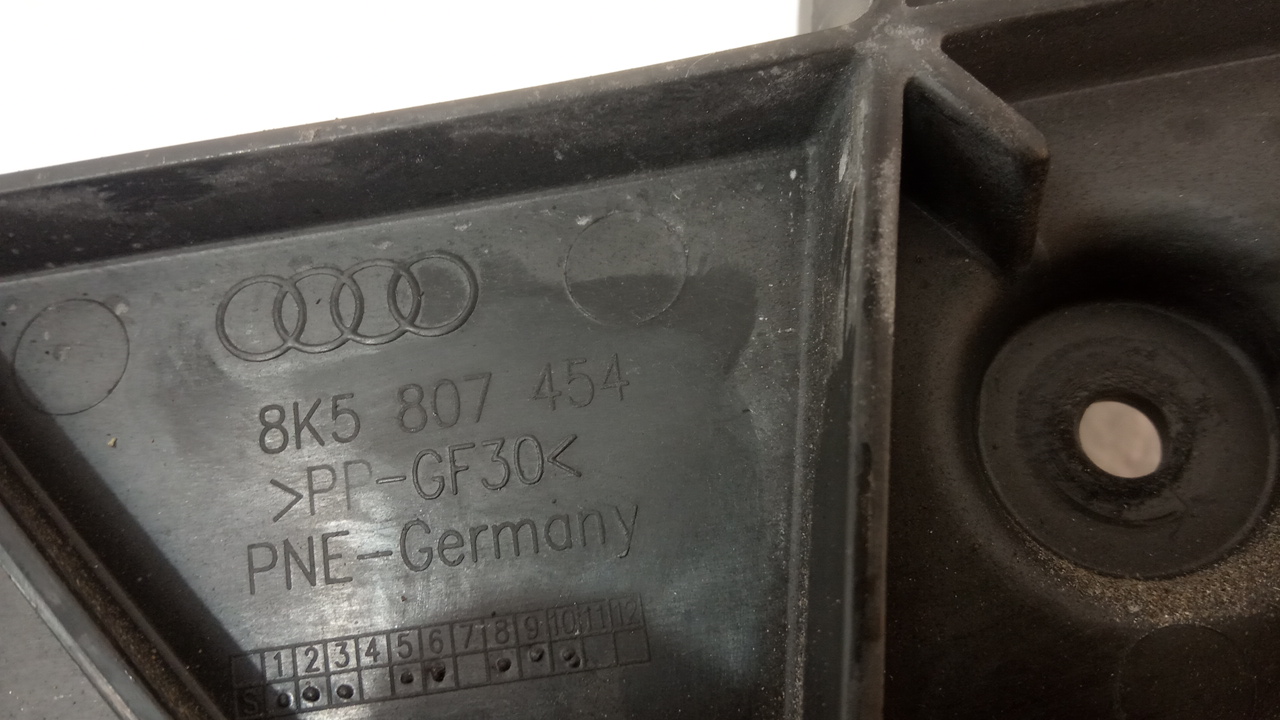 8K5 807 454
>PP-GF30<
PNE-Germany
1 2 3 4 5 6 7 8 9 10 11 12
S